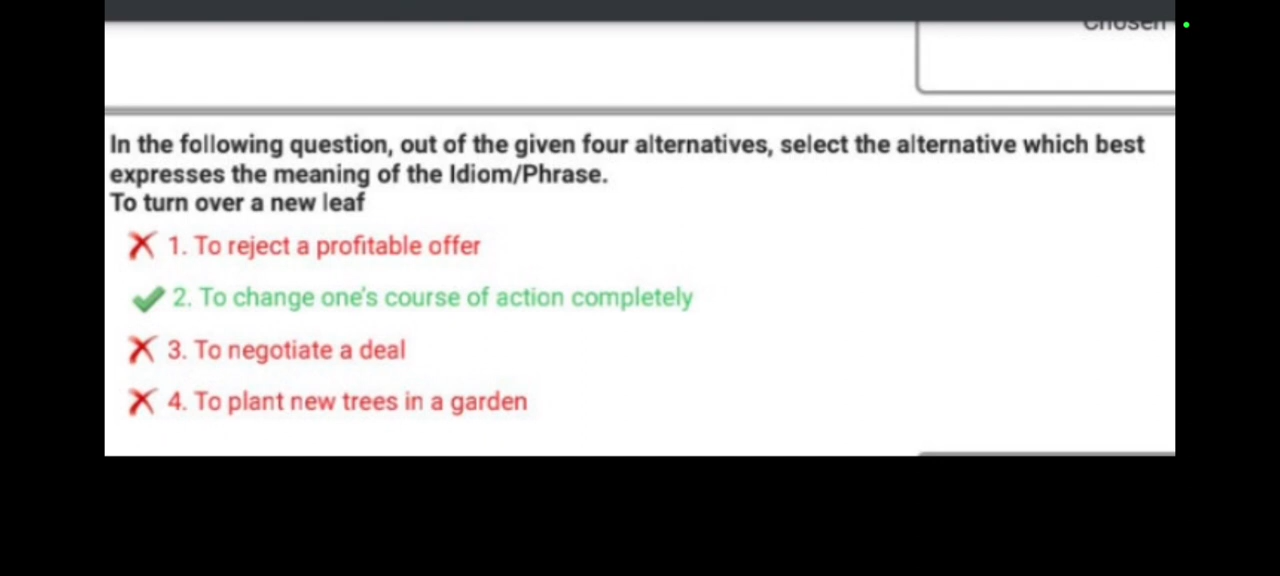 Chosen
In the following question, out of the given four alternatives, select the alternative which best
expresses the meaning of the Idiom/Phrase.
To turn over a new leaf
1. To reject a profitable offer
2. To change one's course of action completely
3. To negotiate a deal
4. To plant new trees in a garden